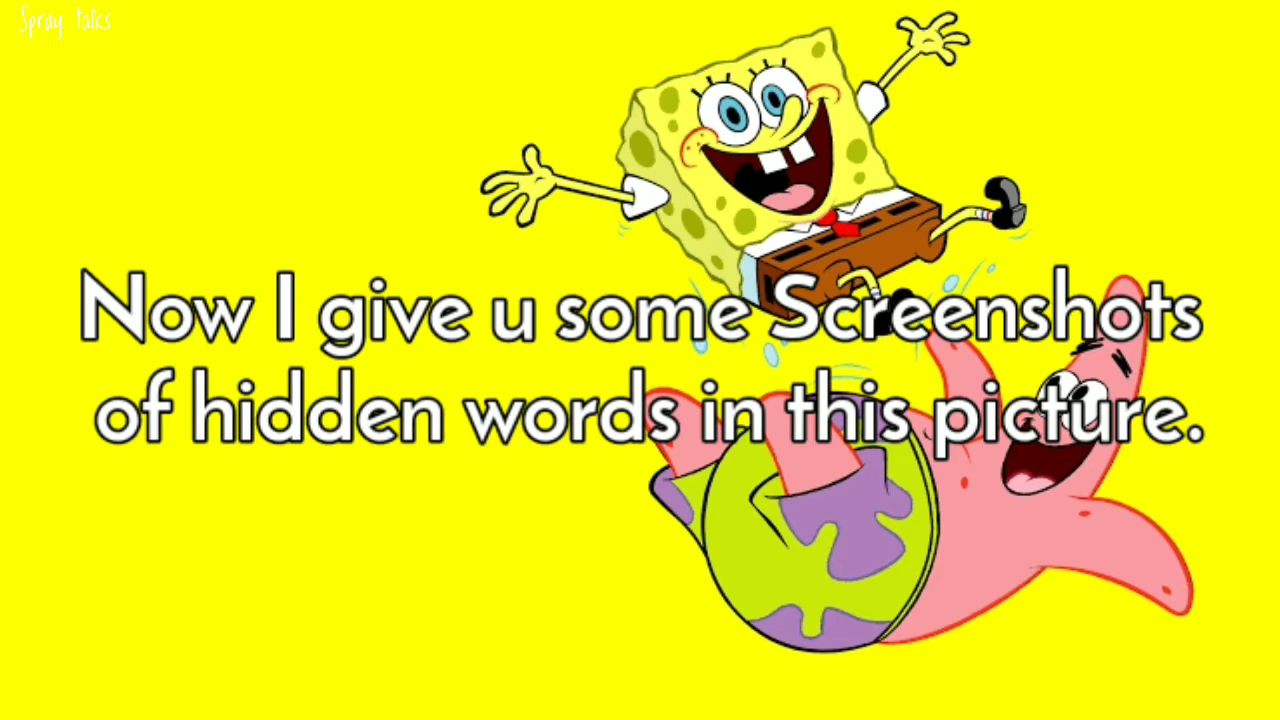 Spray talks
Now I give u some Screenshots
of hidden words in this picture.